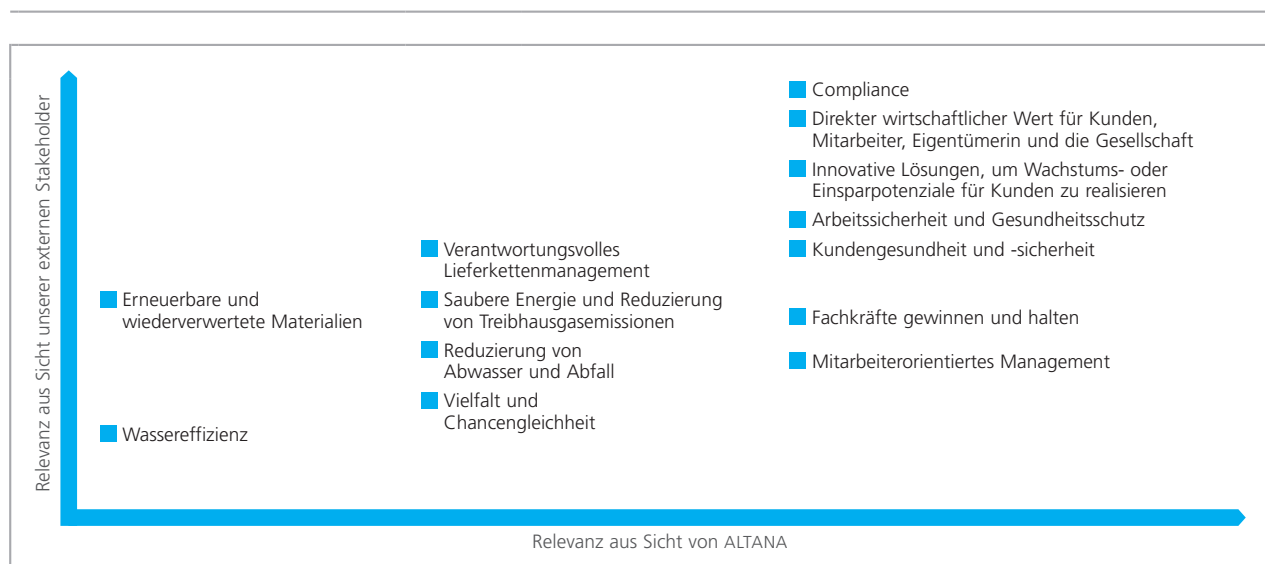 Relevanz aus Sicht unserer externen Stakeholder
Erneuerbare und
wiederverwertete Materialien
Wassereffizienz
Verantwortungsvolles
Lieferkettenmanagement
Saubere Energie und Reduzierung
von Treibhausgasemissionen
Reduzierung von
Abwasser und Abfall
Vielfalt und
Chancengleichheit
Compliance
Direkter wirtschaftlicher Wert für Kunden,
Mitarbeiter, Eigentümerin und die Gesellschaft
Innovative Lösungen, um Wachstums- oder
Einsparpotenziale für Kunden zu realisieren
Arbeitssicherheit und Gesundheitsschutz
Kundengesundheit und -sicherheit
Fachkräfte gewinnen und halten
Mitarbeiterorientiertes Management
Relevanz aus Sicht von ALTANA